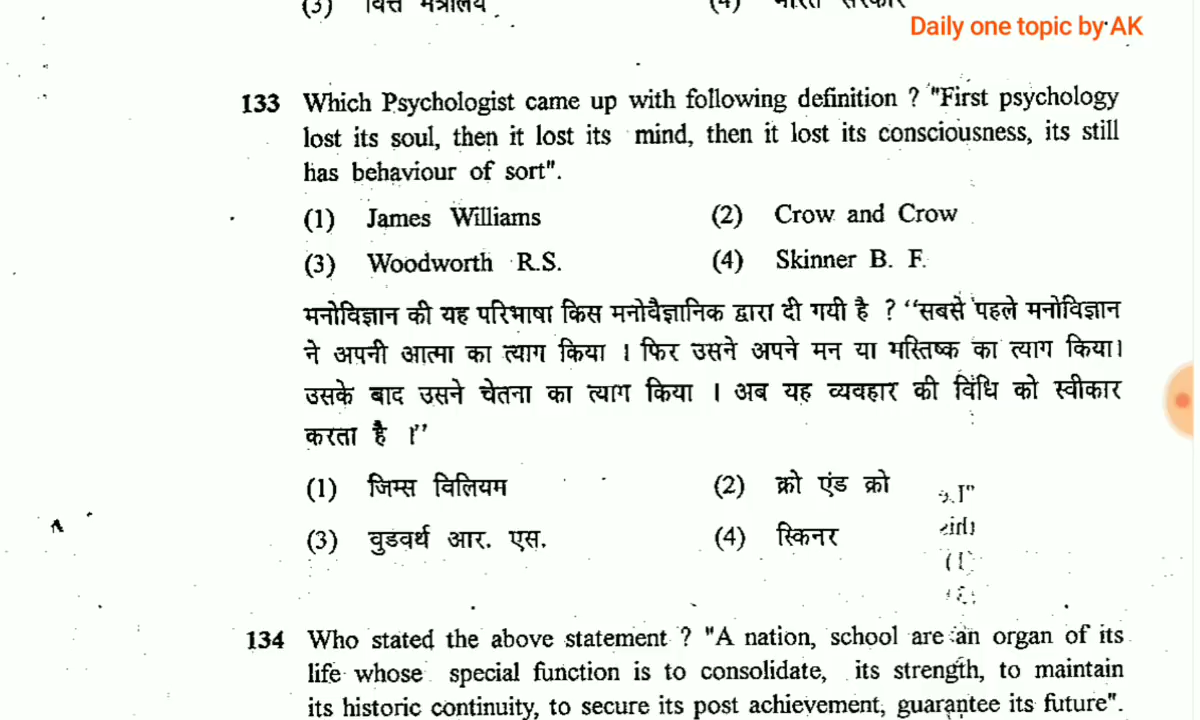 (3) वित्त मंत्रालय (4) भारत सरकार
Daily one topic by AK
133 Which Psychologist came up with following definition ? "First psychology
lost its soul, then it lost its mind, then it lost its consciousness, its still
has behaviour of sort".
(1) James Williams (2) Crow and Crow
(3) Woodworth R.S. (4) Skinner B. F.
मनोविज्ञान की यह परिभाषा किस मनोवैज्ञानिक द्वारा दी गयी है ? “सबसे पहले मनोविज्ञान
ने अपनी आत्मा का त्याग किया । फिर उसने अपने मन या मस्तिष्क का त्याग किया।
उसके बाद उसने चेतना का त्याग किया । अब यह व्यवहार की विधि को स्वीकार
करता है ।”
(1) जिम्स विलियम (2) क्रो एंड क्रो
(3) वुडवर्थ आर. एस. (4) स्किनर
134 Who stated the above statement ? "A nation, school are an organ of its
life whose special function is to consolidate, its strength, to maintain
its historic continuity, to secure its post achievement, guarantee its future".